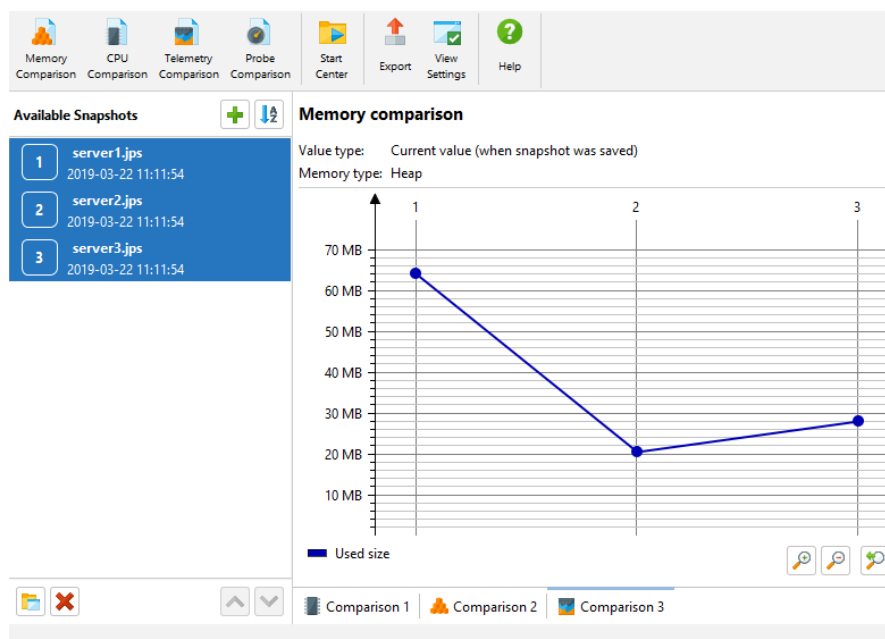 Memory Comparison
CPU Comparison
Telemetry Comparison
Probe Comparison
Start Center
Export
View Settings
Help
Available Snapshots
1
server1.jps
2019-03-22 11:11:54
2
server2.jps
2019-03-22 11:11:54
3
server3.jps
2019-03-22 11:11:54
Memory comparison
Value type: Current value (when snapshot was saved)
Memory type: Heap
1 2 3
70 MB
60 MB
50 MB
40 MB
30 MB
20 MB
10 MB
Used size
Comparison 1 Comparison 2 Comparison 3